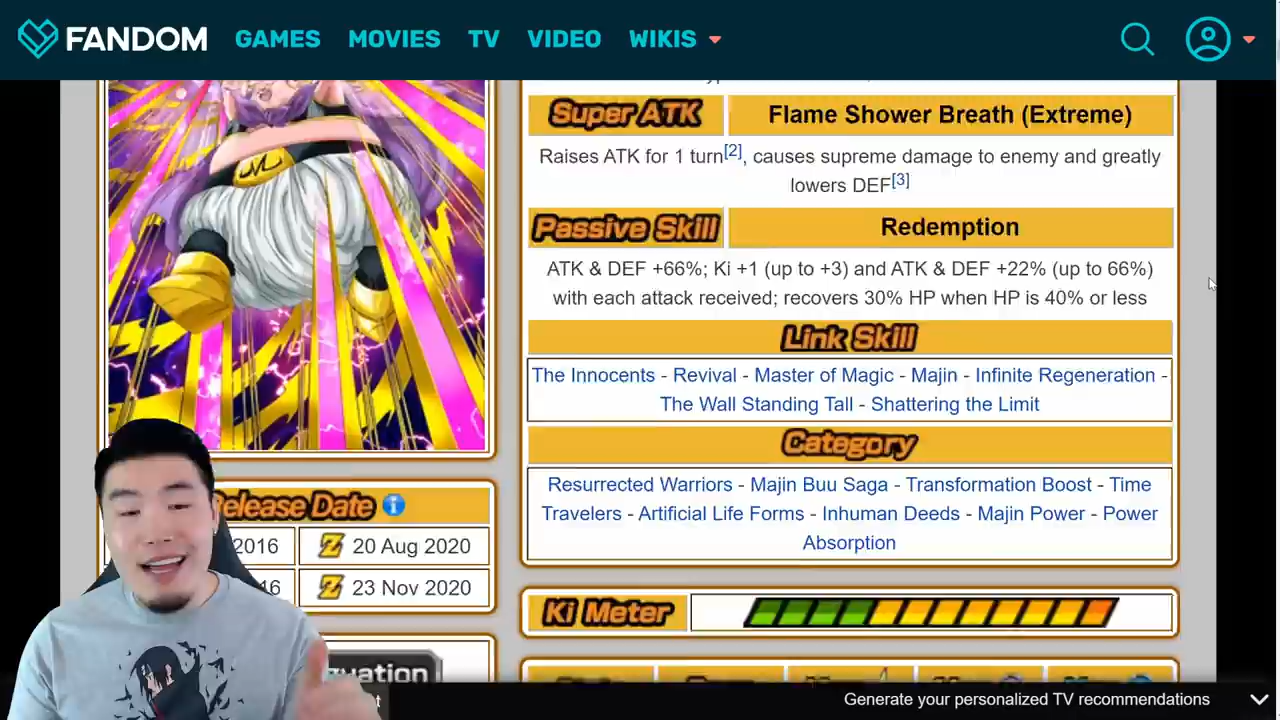 FANDOM GAMES MOVIES TV VIDEO WIKIS
Super ATK
Flame Shower Breath (Extreme)
Raises ATK for 1 turn[2], causes supreme damage to enemy and greatly
lowers DEF[3]
Passive Skill
Redemption
ATK & DEF +66%; Ki +1 (up to +3) and ATK & DEF +22% (up to 66%)
with each attack received; recovers 30% HP when HP is 40% or less
Link Skill
The Innocents - Revival - Master of Magic - Majin - Infinite Regeneration -
The Wall Standing Tall - Shattering the Limit
Category
Resurrected Warriors - Majin Buu Saga - Transformation Boost - Time
Travelers - Artificial Life Forms - Inhuman Deeds - Majin Power - Power
Absorption
Release Date
2016
Z 20 Aug 2020
16
Z 23 Nov 2020
Ki Meter
Generate your personalized TV recommendations